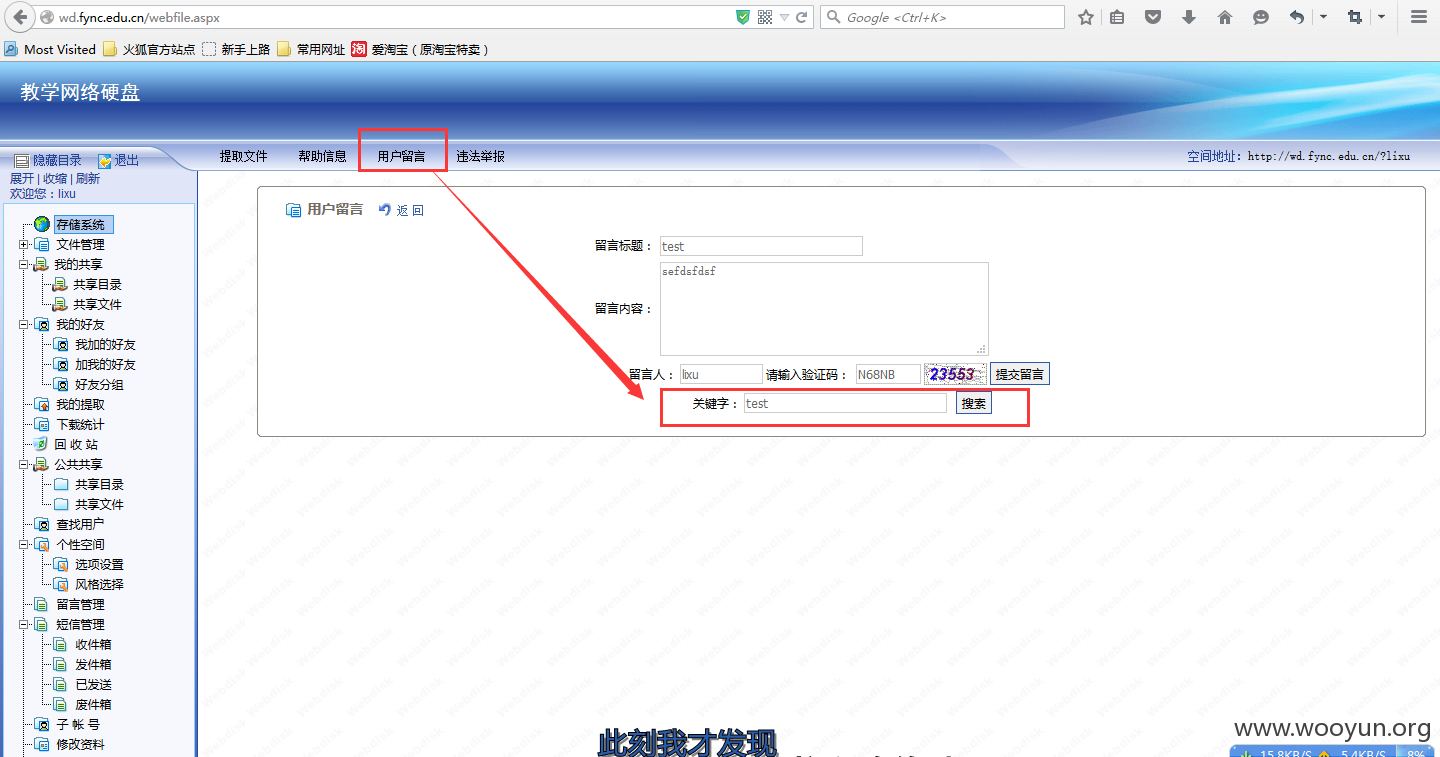 wd.fync.edu.cn/webfile.aspx
Google <Ctrl+K>
Most Visited 火狐官方站点 新手上路 常用网址 淘 爱淘宝（原淘宝特卖）
教学网络硬盘
隐藏目录 退出
提取文件 帮助信息 用户留言 违法举报
空间地址：http://wd.fync.edu.cn/?lixu
展开 | 收缩 | 刷新
欢迎您：lixu
存储系统
文件管理
我的共享
共享目录
共享文件
我的好友
我加的好友
加我的好友
好友分组
我的提取
下载统计
回 收 站
公共共享
共享目录
共享文件
查找用户
个性空间
选项设置
风格选择
留言管理
短信管理
收件箱
发件箱
已发送
废件箱
子 帐 号
修改资料
用户留言 返 回
留言标题： test
留言内容： sefdsfdsf
留言人： lixu 请输入验证码： N68NB 23553 提交留言
关键字： test 搜索
此刻我才发现
www.wooyun.org
15.8KB/S 5.4KB/S 8%